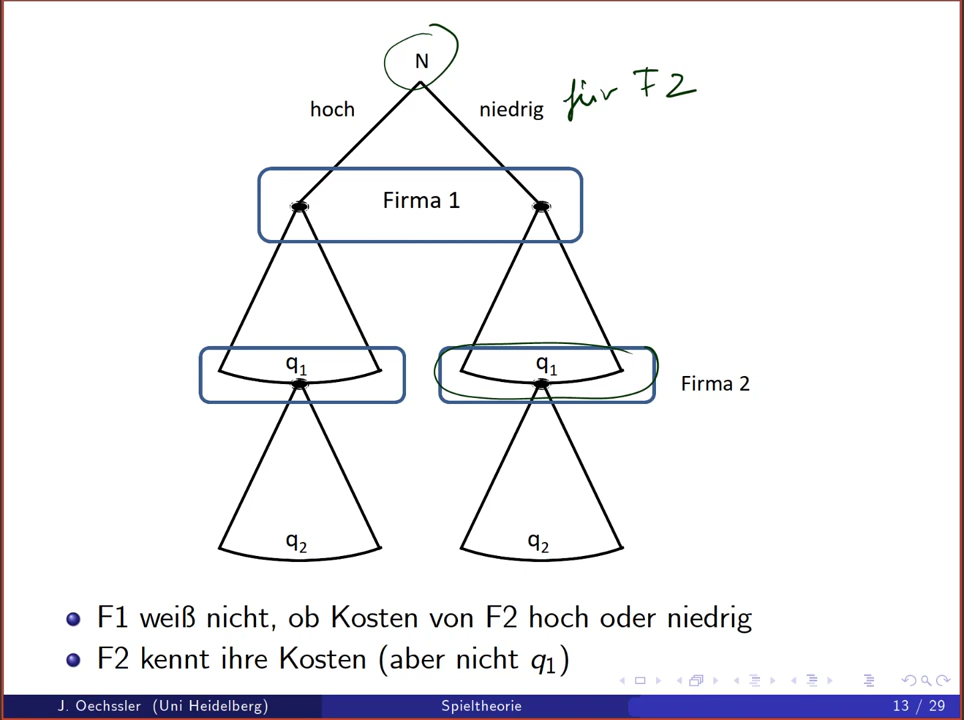 N
hoch niedrig für F2
Firma 1
q1 q1
Firma 2
q2 q2
F1 weiß nicht, ob Kosten von F2 hoch oder niedrig
F2 kennt ihre Kosten (aber nicht q1)
J. Oechssler (Uni Heidelberg) Spieltheorie 13 / 29